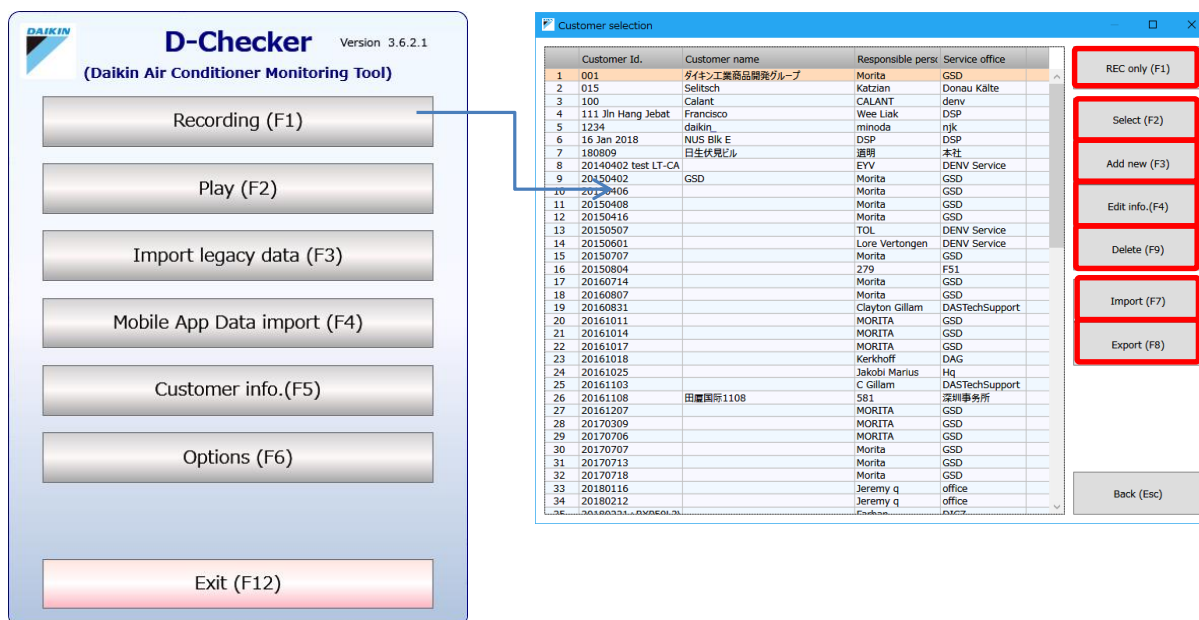 DAIKIN
D-Checker Version 3.6.2.1
(Daikin Air Conditioner Monitoring Tool)
Recording (F1)
Play (F2)
Import legacy data (F3)
Mobile App Data import (F4)
Customer info.(F5)
Options (F6)
Exit (F12)
Customer selection
Customer Id. Customer name Responsible perso Service office
1 001 ダイキン工業商品開発グループ Morita GSD
2 015 Selitsch Katzian Donau Kälte
3 100 Calant CALANT denv
4 111 Jln Hang Jebat Francisco Wee Liak DSP
5 1234 daikin_ minoda njk
6 16 Jan 2018 NUS Blk E DSP DSP
7 180809 日生伏見ビル 道明 本社
8 20140402 test LT-CA EYV DENV Service
9 20150402 GSD Morita GSD
10 20150406 Morita GSD
11 20150408 Morita GSD
12 20150416 Morita GSD
13 20150507 TOL DENV Service
14 20150601 Lore Vertongen DENV Service
15 20150707 Morita GSD
16 20150804 279 F51
17 20160714 Morita GSD
18 20160807 Morita GSD
19 20160831 Clayton Gillam DASTechSupport
20 20161011 MORITA GSD
21 20161014 MORITA GSD
22 20161017 MORITA GSD
23 20161018 Kerkhoff DAG
24 20161025 Jakobi Marius Hq
25 20161103 C Gillam DASTechSupport
26 20161108 田厦国际1108 581 深圳事务所
27 20161207 MORITA GSD
28 20170309 MORITA GSD
29 20170706 MORITA GSD
30 20170707 Morita GSD
31 20170713 Morita GSD
32 20170718 Morita GSD
33 20180116 Jeremy q office
34 20180212 Jeremy q office
REC only (F1)
Select (F2)
Add new (F3)
Edit info.(F4)
Delete (F9)
Import (F7)
Export (F8)
Back (Esc)